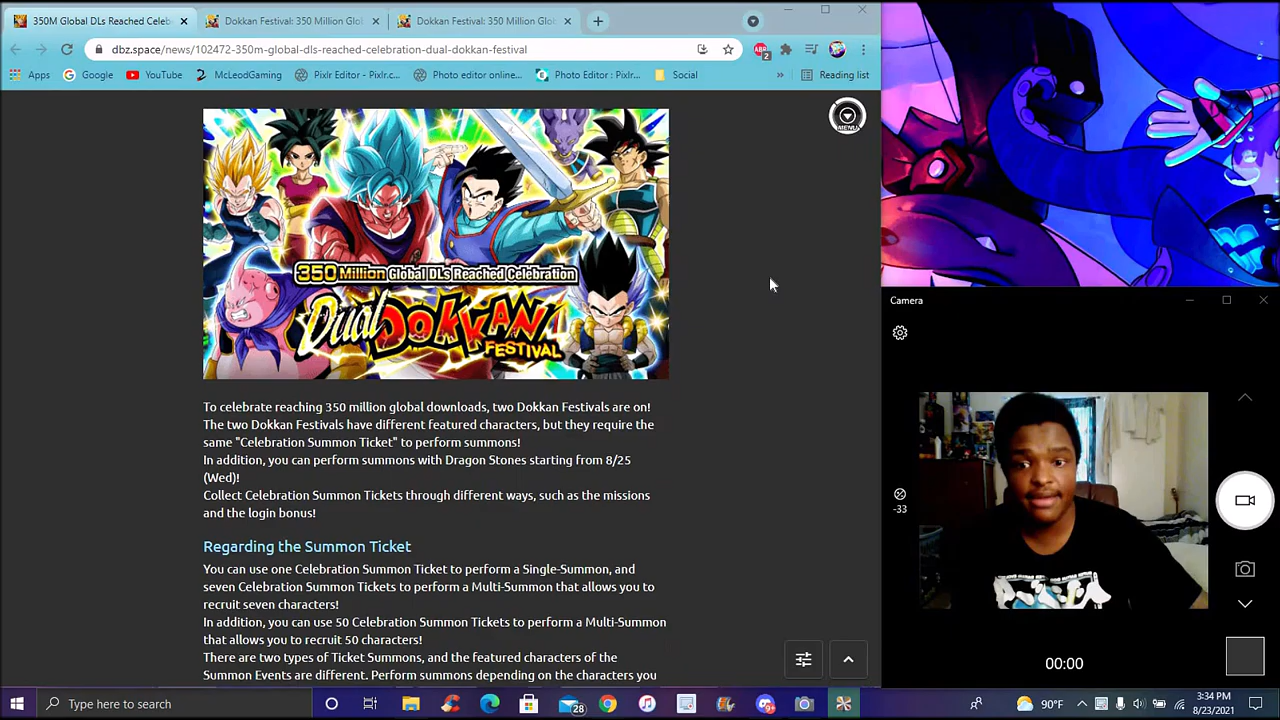 350M Global DLs Reached Celeb
Dokkan Festival: 350 Million Glo
Dokkan Festival: 350 Million Glo
dbz.space/news/102472-350m-global-dls-reached-celebration-dual-dokkan-festival
ABP
2
Apps
Google
YouTube
McLeodGaming
Pixlr Editor - Pixlr.c...
Photo editor online...
Photo Editor : Pixlr...
Social
»
Reading list
MENU
350 Million Global DLs Reached Celebration
Dual DOKKAN
FESTIVAL
To celebrate reaching 350 million global downloads, two Dokkan Festivals are on!
The two Dokkan Festivals have different featured characters, but they require the
same "Celebration Summon Ticket" to perform summons!
In addition, you can perform summons with Dragon Stones starting from 8/25
(Wed)!
Collect Celebration Summon Tickets through different ways, such as the missions
and the login bonus!
Regarding the Summon Ticket
You can use one Celebration Summon Ticket to perform a Single-Summon, and
seven Celebration Summon Tickets to perform a Multi-Summon that allows you to
recruit seven characters!
In addition, you can use 50 Celebration Summon Tickets to perform a Multi-Summon
that allows you to recruit 50 characters!
There are two types of Ticket Summons, and the featured characters of the
Summon Events are different. Perform summons depending on the characters you
Camera
-33
00:00
Type here to search
28
90°F
3:34 PM
8/23/2021